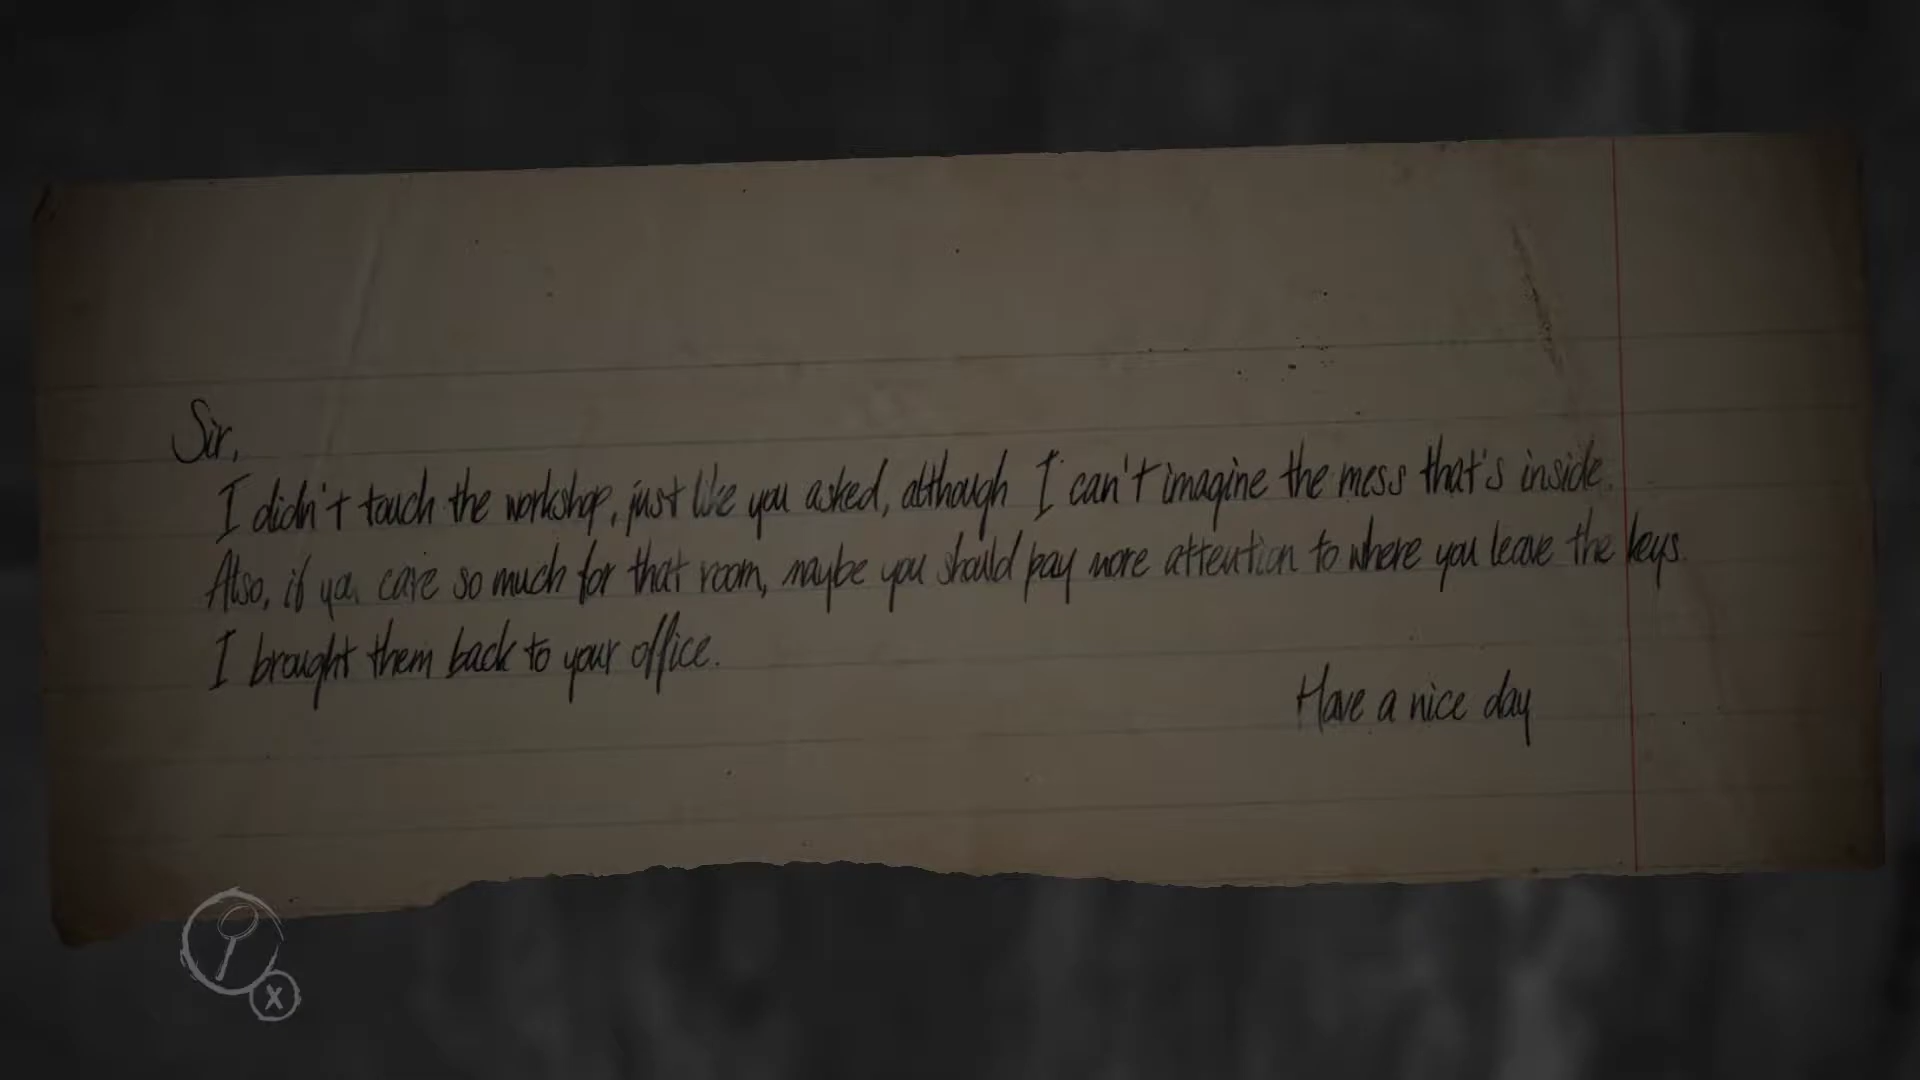 Sir,
I didn't touch the workshop, just like you asked, although I can't imagine the mess that's inside.
Also, if you care so much for that room, maybe you should pay more attention to where you leave the keys.
I brought them back to your office.
Have a nice day
X